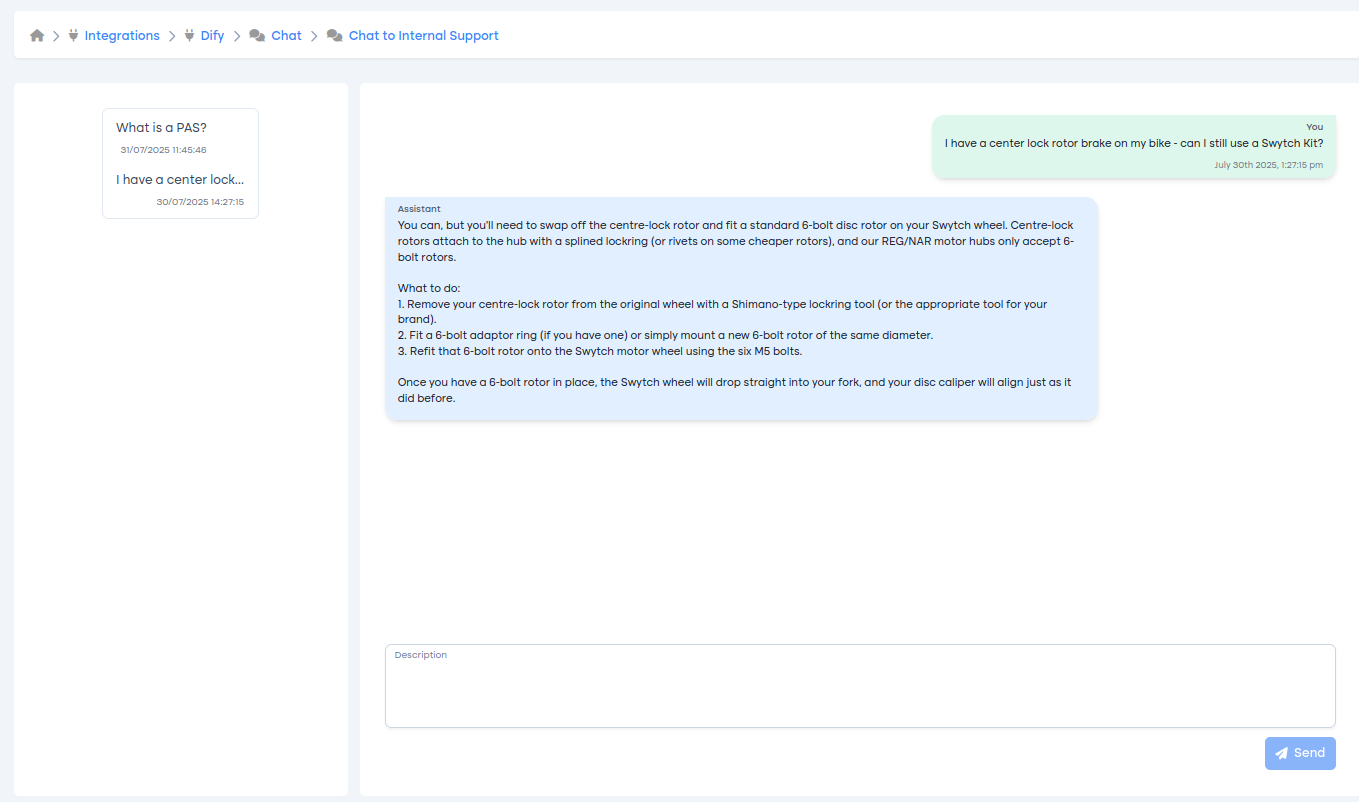 Integrations > Dify > Chat > Chat to Internal Support
What is a PAS?
31/07/2025 11:45:46
I have a center lock...
30/07/2025 14:27:15
You
I have a center lock rotor brake on my bike - can I still use a Swytch Kit?
July 30th 2025, 1:27:15 pm
Assistant
You can, but you'll need to swap off the centre-lock rotor and fit a standard 6-bolt disc rotor on your Swytch wheel. Centre-lock
rotors attach to the hub with a splined lockring (or rivets on some cheaper rotors), and our REG/NAR motor hubs only accept 6-
bolt rotors.
What to do:
1. Remove your centre-lock rotor from the original wheel with a Shimano-type lockring tool (or the appropriate tool for your
brand).
2. Fit a 6-bolt adaptor ring (if you have one) or simply mount a new 6-bolt rotor of the same diameter.
3. Refit that 6-bolt rotor onto the Swytch motor wheel using the six M5 bolts.
Once you have a 6-bolt rotor in place, the Swytch wheel will drop straight into your fork, and your disc caliper will align just as it
did before.
Description
Send